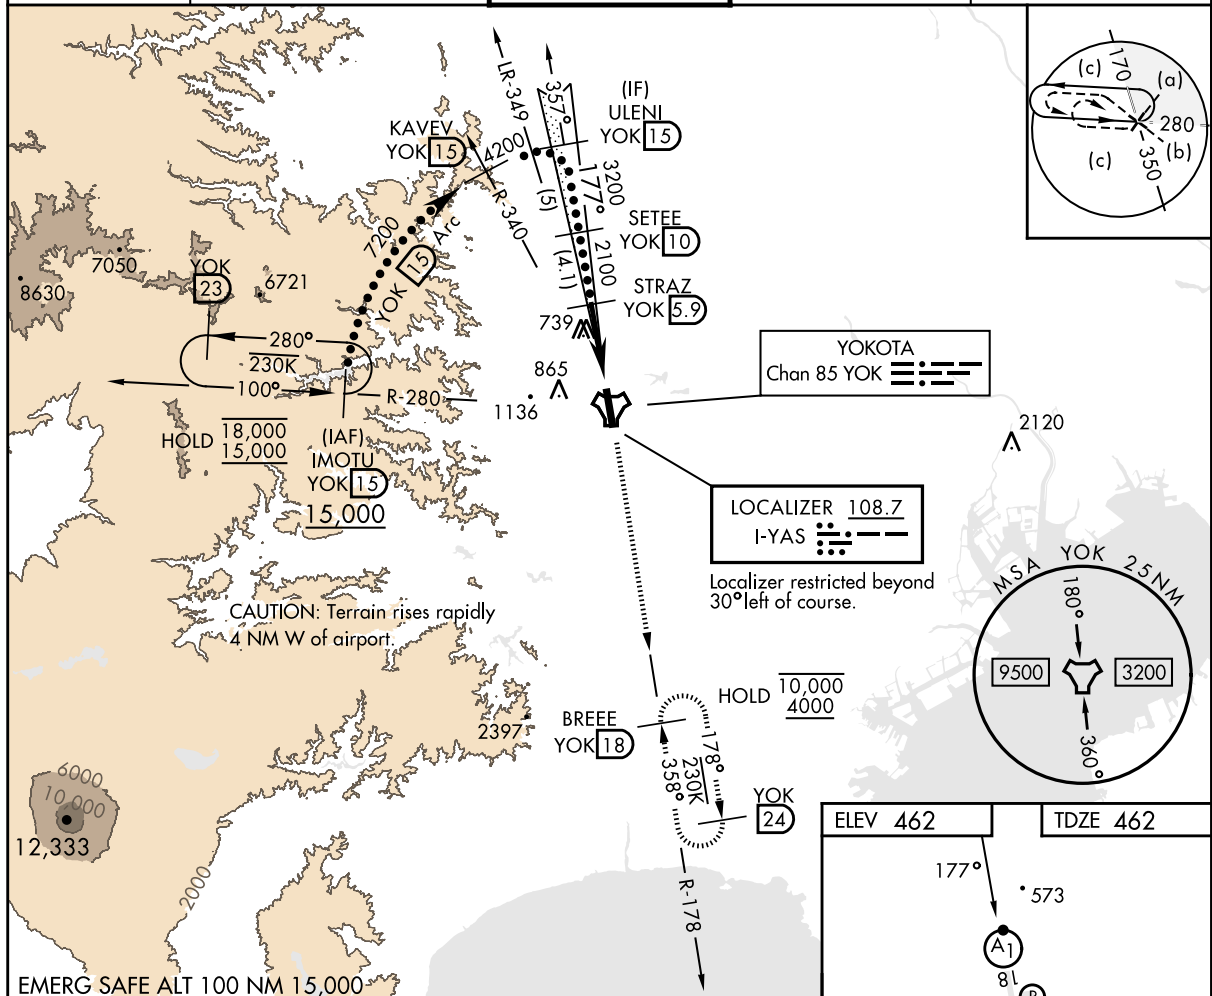 LR-349
357°
(IF)
ULENI
YOK 15
KAVEV
YOK 15
4200
R-340
(5)
177°
3200
SETEE
YOK 10
(4.1)
2100
STRAZ
YOK 5.9
739
7200
YOK 15 Arc
(c)
170
(a)
280
(b)
(c)
350
7050
8630
YOK
23
6721
280°
230K
100°
R-280
HOLD 18,000
15,000
(IAF)
IMOTU
YOK 15
15,000
865
1136
YOKOTA
Chan 85 YOK
2120
LOCALIZER 108.7
I-YAS
Localizer restricted beyond
30° left of course.
CAUTION: Terrain rises rapidly
4 NM W of airport.
MSA YOK 25NM
180°
9500
3200
360°
HOLD 10,000
4000
BREEE
YOK 18
178°
230K
358°
YOK
24
2397
6000
10,000
12,333
2000
R-178
ELEV 462
TDZE 462
177°
573
A1
18
EMERG SAFE ALT 100 NM 15,000